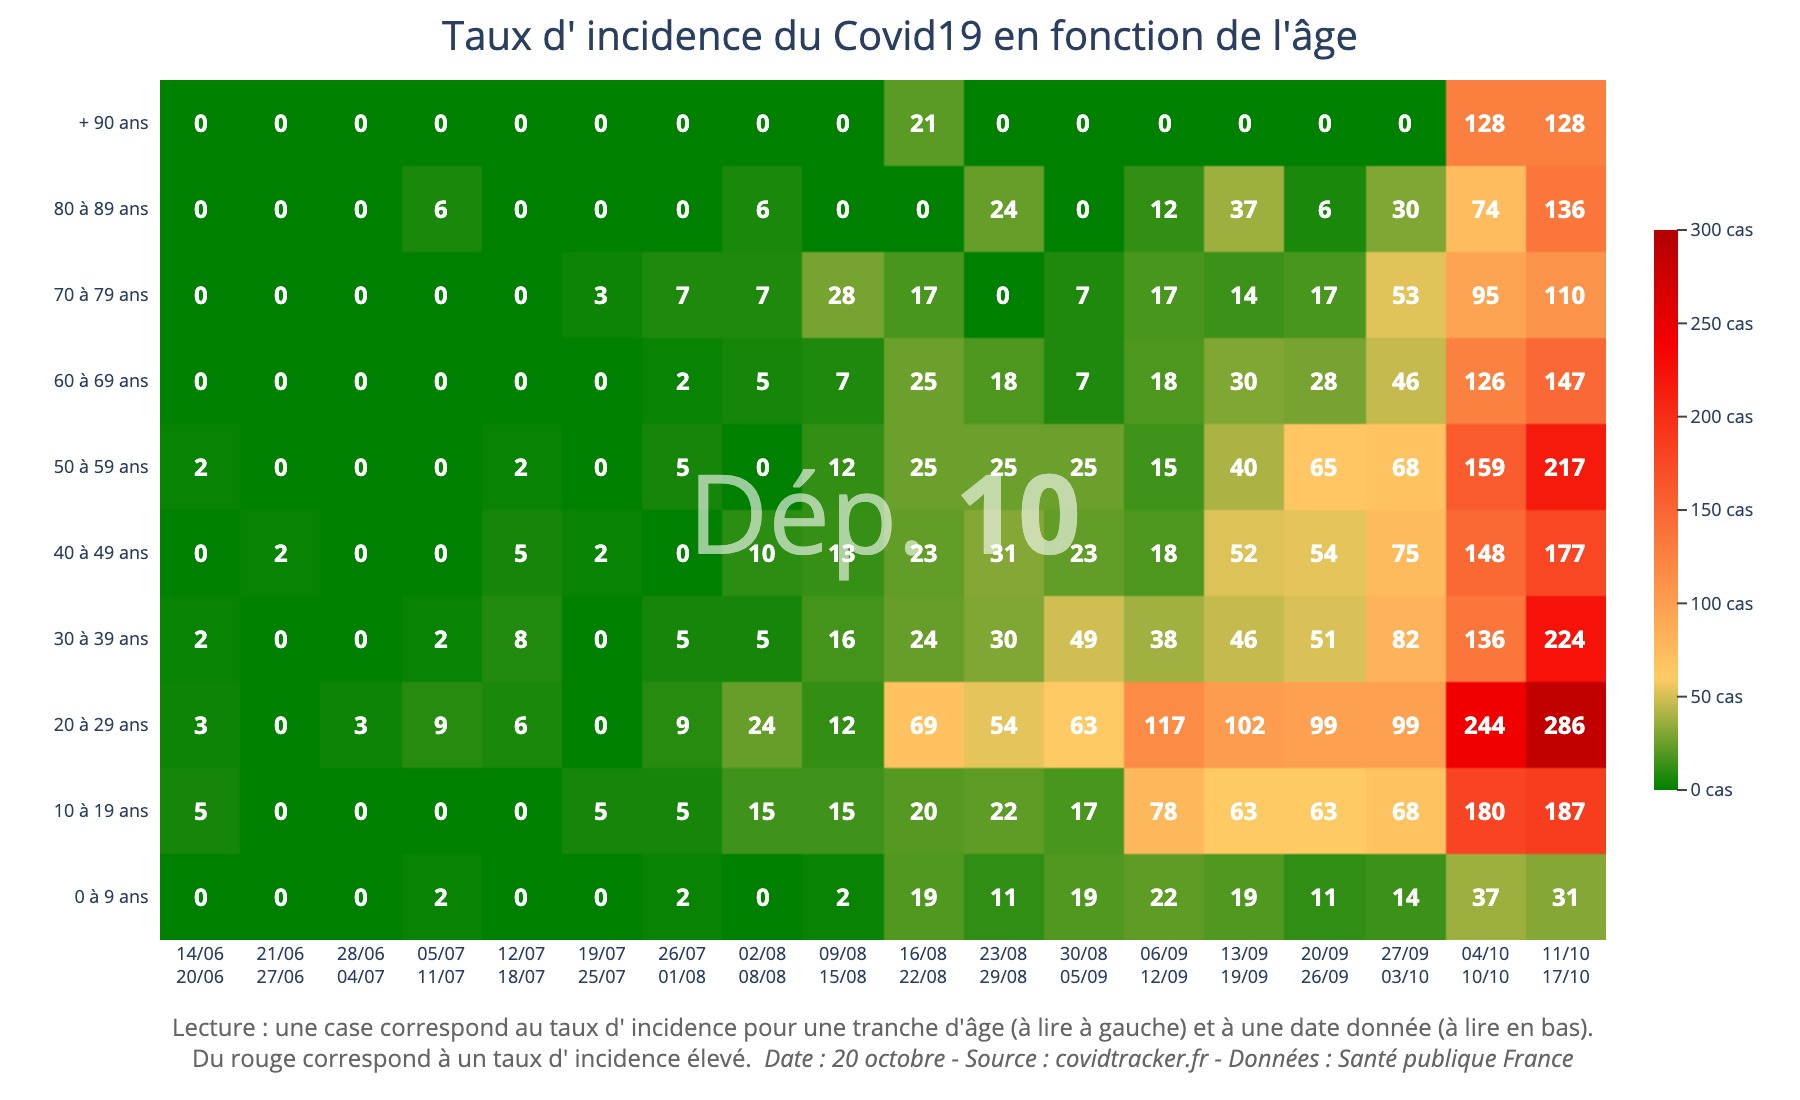 Taux d' incidence du Covid19 en fonction de l'âge
+ 90 ans 0 0 0 0 0 0 0 0 0 21 0 0 0 0 0 0 128 128
80 à 89 ans 0 0 0 6 0 0 0 6 0 0 24 0 12 37 6 30 74 136
70 à 79 ans 0 0 0 0 0 3 7 7 28 17 0 7 17 14 17 53 95 110
60 à 69 ans 0 0 0 0 0 0 2 5 7 25 18 7 18 30 28 46 126 147
50 à 59 ans 2 0 0 0 2 0 5 0 12 25 25 25 15 40 65 68 159 217
Dép. 10
40 à 49 ans 0 2 0 0 5 2 0 10 13 23 31 23 18 52 54 75 148 177
30 à 39 ans 2 0 0 2 8 0 5 5 16 24 30 49 38 46 51 82 136 224
20 à 29 ans 3 0 3 9 6 0 9 24 12 69 54 63 117 102 99 99 244 286
10 à 19 ans 5 0 0 0 0 5 5 15 15 20 22 17 78 63 63 68 180 187
0 à 9 ans 0 0 0 2 0 0 2 0 2 19 11 19 22 19 11 14 37 31
14/06 21/06 28/06 05/07 12/07 19/07 26/07 02/08 09/08 16/08 23/08 30/08 06/09 13/09 20/09 27/09 04/10 11/10
20/06 27/06 04/07 11/07 18/07 25/07 01/08 08/08 15/08 22/08 29/08 05/09 12/09 19/09 26/09 03/10 10/10 17/10
300 cas
250 cas
200 cas
150 cas
100 cas
50 cas
0 cas
Lecture : une case correspond au taux d' incidence pour une tranche d'âge (à lire à gauche) et à une date donnée (à lire en bas).
Du rouge correspond à un taux d' incidence élevé. Date : 20 octobre - Source : covidtracker.fr - Données : Santé publique France